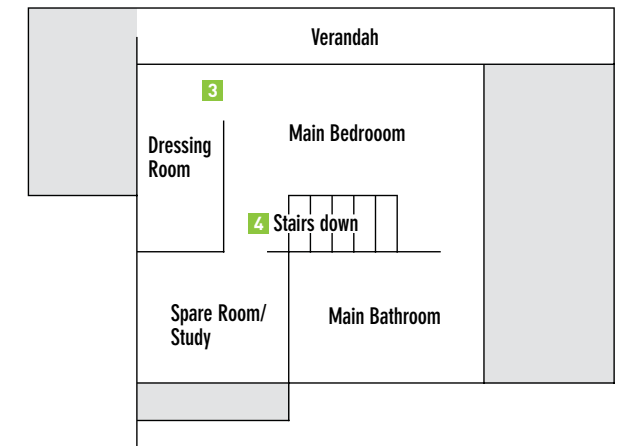 Verandah
3
Main Bedrooom
Dressing
Room
4 Stairs down
Spare Room/
Study
Main Bathroom